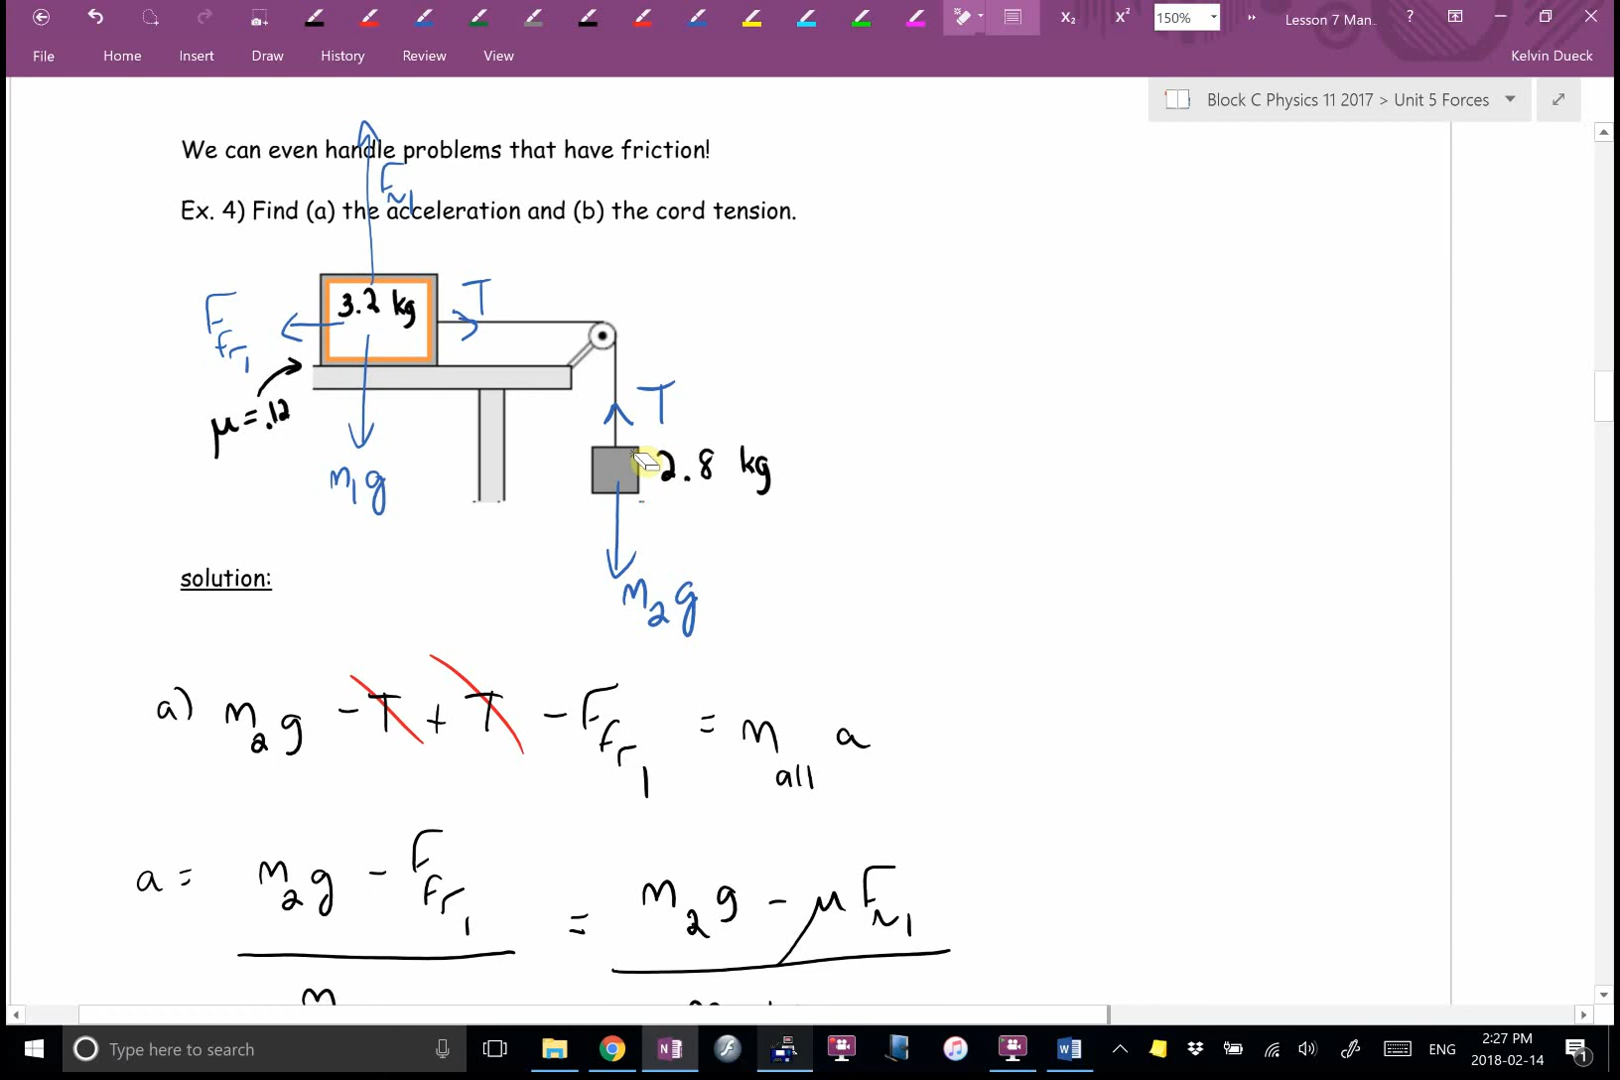 X₂ X² 150% Lesson 7 Man... ?
File Home Insert Draw History Review View Kelvin Dueck
Block C Physics 11 2017 > Unit 5 Forces
We can even handle problems that have friction!
F_N1
Ex. 4) Find (a) the acceleration and (b) the cord tension.
3.2 kg
T
F_fr1
μ = .12
T
2.8 kg
m₁g
m₂g
solution:
a) m₂g - T + T - F_fr1 = m_all a
a = m₂g - F_fr1 = m₂g - μF_N1
m
Type here to search
ENG
2:27 PM
2018-02-14
1